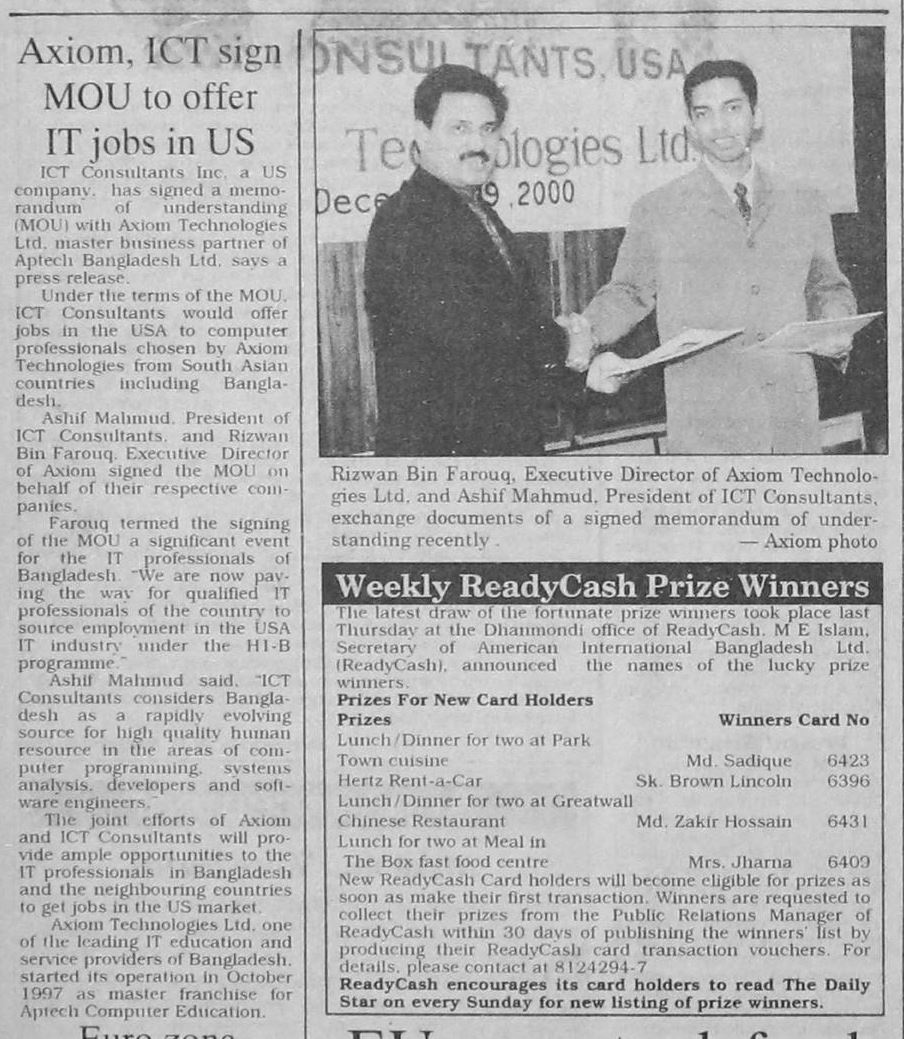 Axiom, ICT sign
MOU to offer
IT jobs in US
ICT Consultants Inc. a US
company, has signed a memo-
randum of understanding
(MOU) with Axiom Technologies
Ltd. master business partner of
Aptech Bangladesh Ltd, says a
press release.
Under the terms of the MOU,
ICT Consultants would offer
jobs in the USA to computer
professionals chosen by Axiom
Technologies from South Asian
countries including Bangla-
desh.
Ashif Mahmud, President of
ICT Consultants, and Rizwan
Bin Farouq, Executive Director
of Axiom signed the MOU on
behalf of their respective com-
panies.
Farouq termed the signing
of the MOU a significant event
for the IT professionals of
Bangladesh. "We are now pav-
ing the way for qualified IT
professionals of the country to
source employment in the USA
IT industry under the H1-B
programme."
Ashif Mahmud said, "ICT
Consultants considers Bangla-
desh as a rapidly evolving
source for high quality human
resource in the areas of com-
puter programming, systems
analysis, developers and soft-
ware engineers."
The joint efforts of Axiom
and ICT Consultants will pro-
vide ample opportunities to the
IT professionals in Bangladesh
and the neighbouring countries
to get jobs in the US market.
Axiom Technologies Ltd, one
of the leading IT education and
service providers of Bangladesh,
started its operation in October
1997 as master franchise for
Aptech Computer Education.
Euro zone
ONSULTANTS, USA
Technologies Ltd.
Dece 9, 2000
Rizwan Bin Farouq, Executive Director of Axiom Technolo-
gies Ltd, and Ashif Mahmud, President of ICT Consultants,
exchange documents of a signed memorandum of under-
standing recently. — Axiom photo
Weekly ReadyCash Prize Winners
The latest draw of the fortunate prize winners took place last
Thursday at the Dhanmondi office of ReadyCash. M E Islam,
Secretary of American International Bangladesh Ltd.
(ReadyCash), announced the names of the lucky prize
winners.
Prizes For New Card Holders
Prizes Winners Card No
Lunch/Dinner for two at Park
Town cuisine Md. Sadique 6423
Hertz Rent-a-Car Sk. Brown Lincoln 6396
Lunch/Dinner for two at Greatwall
Chinese Restaurant Md. Zakir Hossain 6431
Lunch for two at Meal in
The Box fast food centre Mrs. Jharna 6409
New ReadyCash Card holders will become eligible for prizes as
soon as make their first transaction. Winners are requested to
collect their prizes from the Public Relations Manager of
ReadyCash within 30 days of publishing the winners' list by
producing their ReadyCash card transaction vouchers. For
details, please contact at 8124294-7
ReadyCash encourages its card holders to read The Daily
Star on every Sunday for new listing of prize winners.